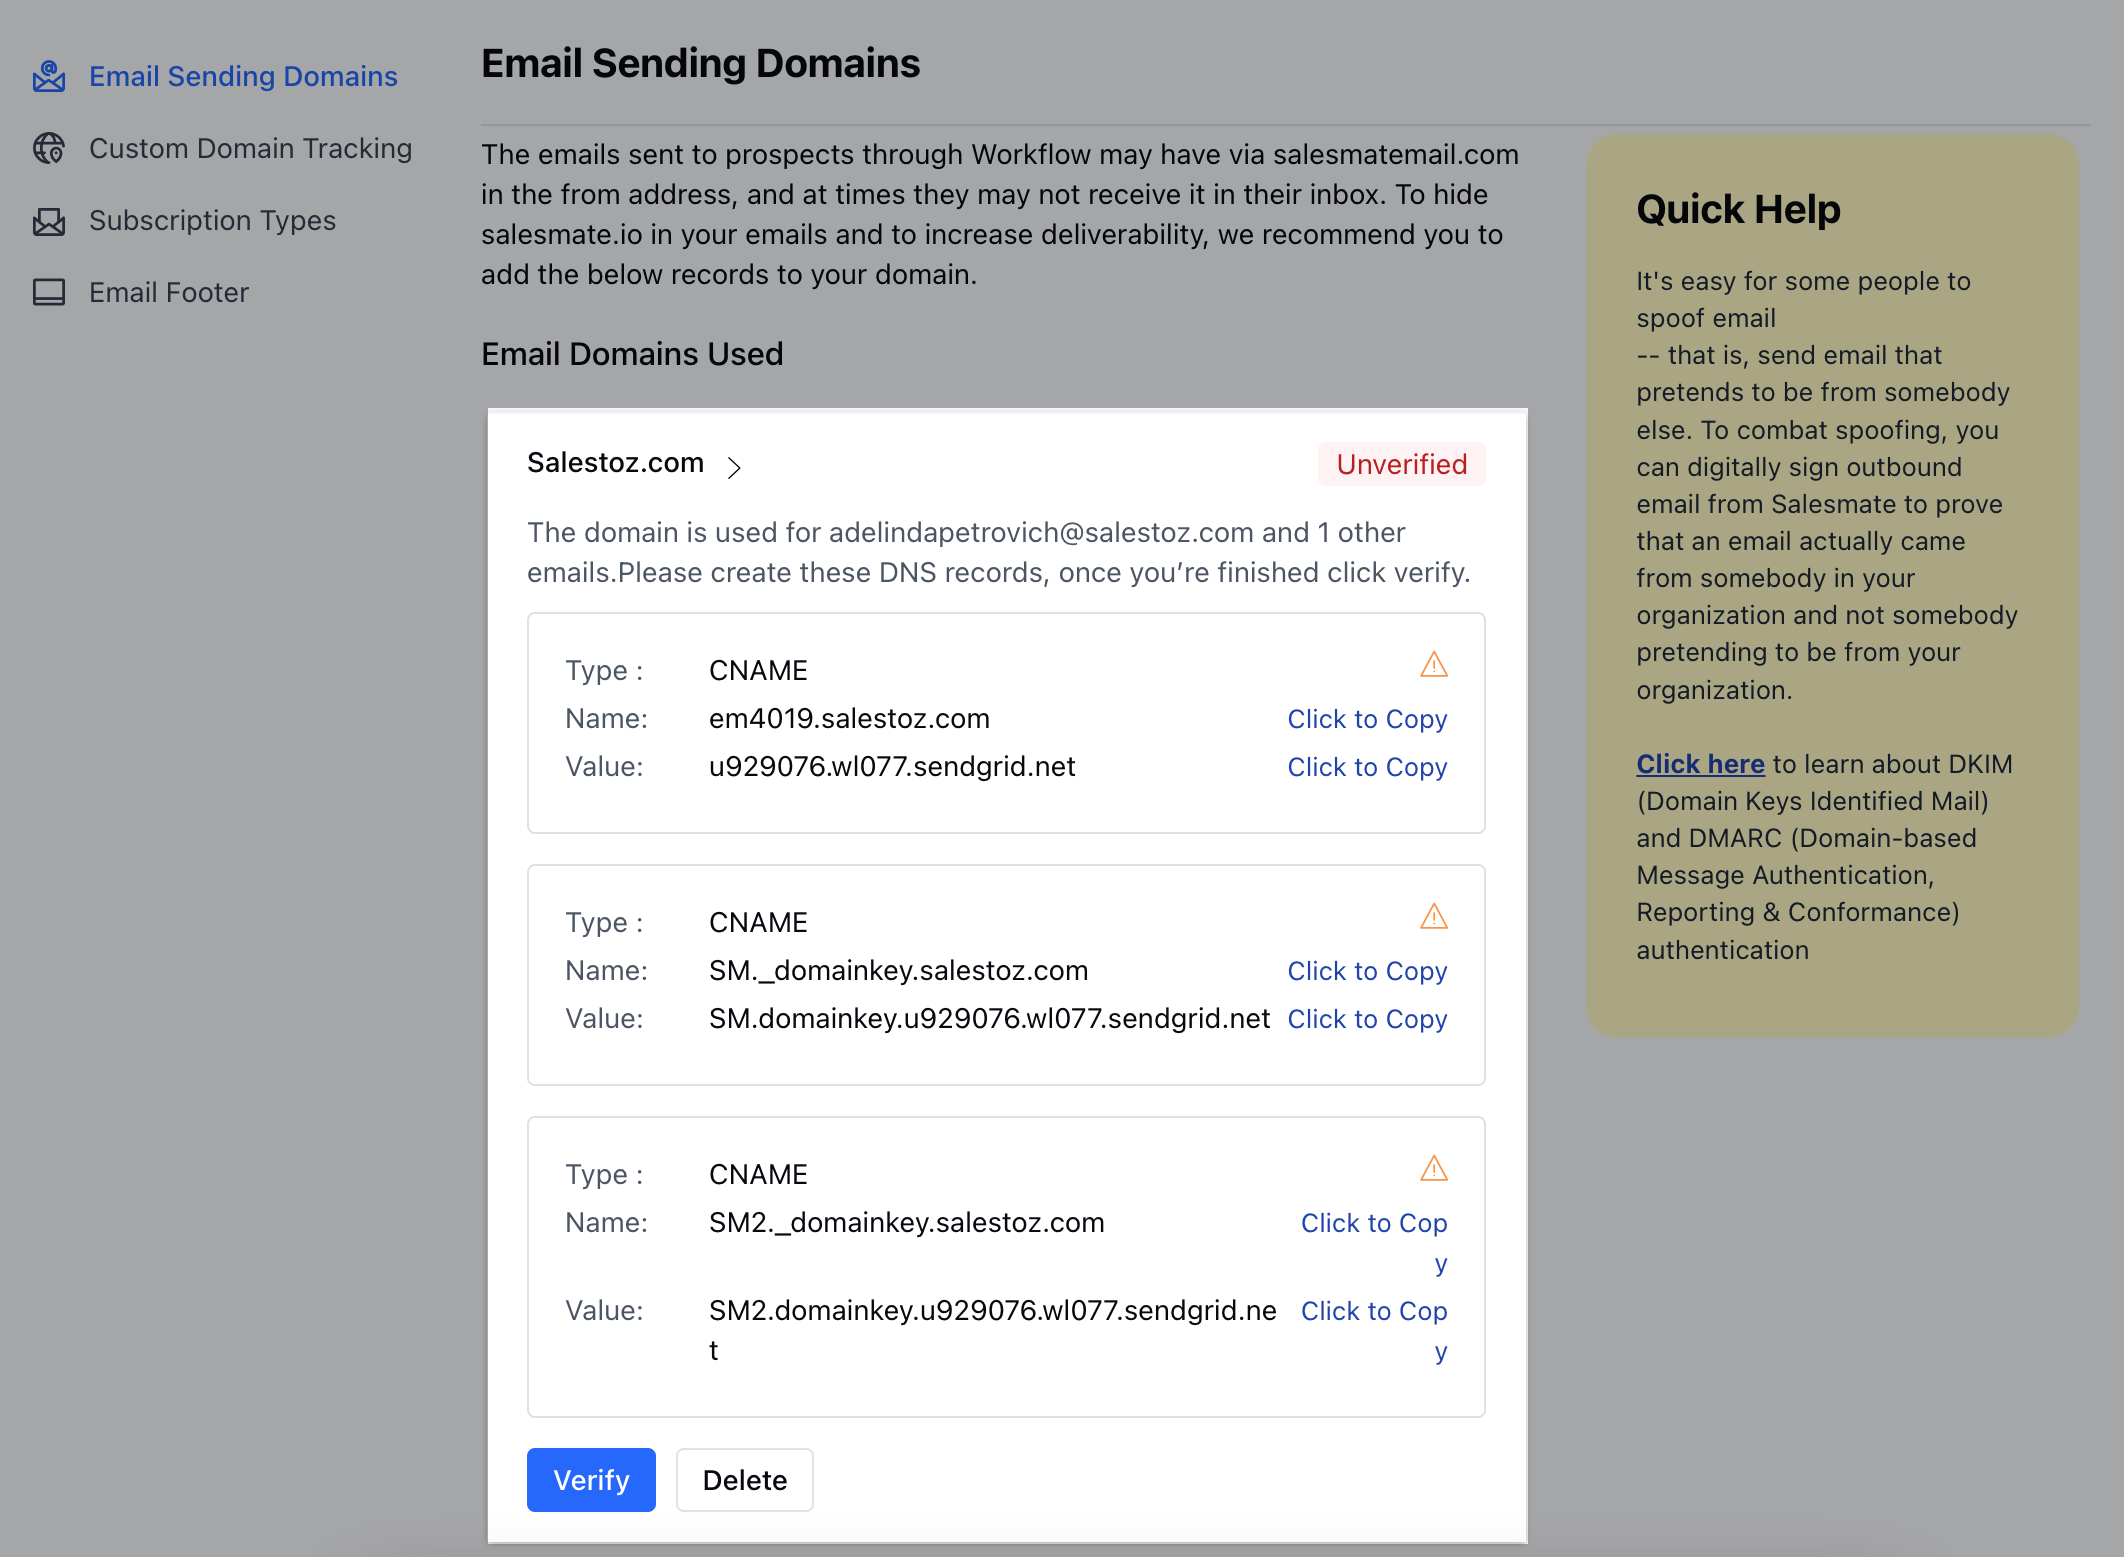 Email Sending Domains
Custom Domain Tracking
Subscription Types
Email Footer
Email Sending Domains
The emails sent to prospects through Workflow may have via salesmatemail.com
in the from address, and at times they may not receive it in their inbox. To hide
salesmate.io in your emails and to increase deliverability, we recommend you to
add the below records to your domain.
Email Domains Used
Salestoz.com
Unverified
The domain is used for adelindapetrovich@salestoz.com and 1 other
emails.Please create these DNS records, once you’re finished click verify.
Type : CNAME
Name: em4019.salestoz.com Click to Copy
Value: u929076.wl077.sendgrid.net Click to Copy
Type : CNAME
Name: SM._domainkey.salestoz.com Click to Copy
Value: SM.domainkey.u929076.wl077.sendgrid.net Click to Copy
Type : CNAME
Name: SM2._domainkey.salestoz.com Click to Cop
y
Value: SM2.domainkey.u929076.wl077.sendgrid.ne Click to Cop
t y
Verify Delete
Quick Help
It's easy for some people to
spoof email
-- that is, send email that
pretends to be from somebody
else. To combat spoofing, you
can digitally sign outbound
email from Salesmate to prove
that an email actually came
from somebody in your
organization and not somebody
pretending to be from your
organization.
Click here to learn about DKIM
(Domain Keys Identified Mail)
and DMARC (Domain-based
Message Authentication,
Reporting & Conformance)
authentication